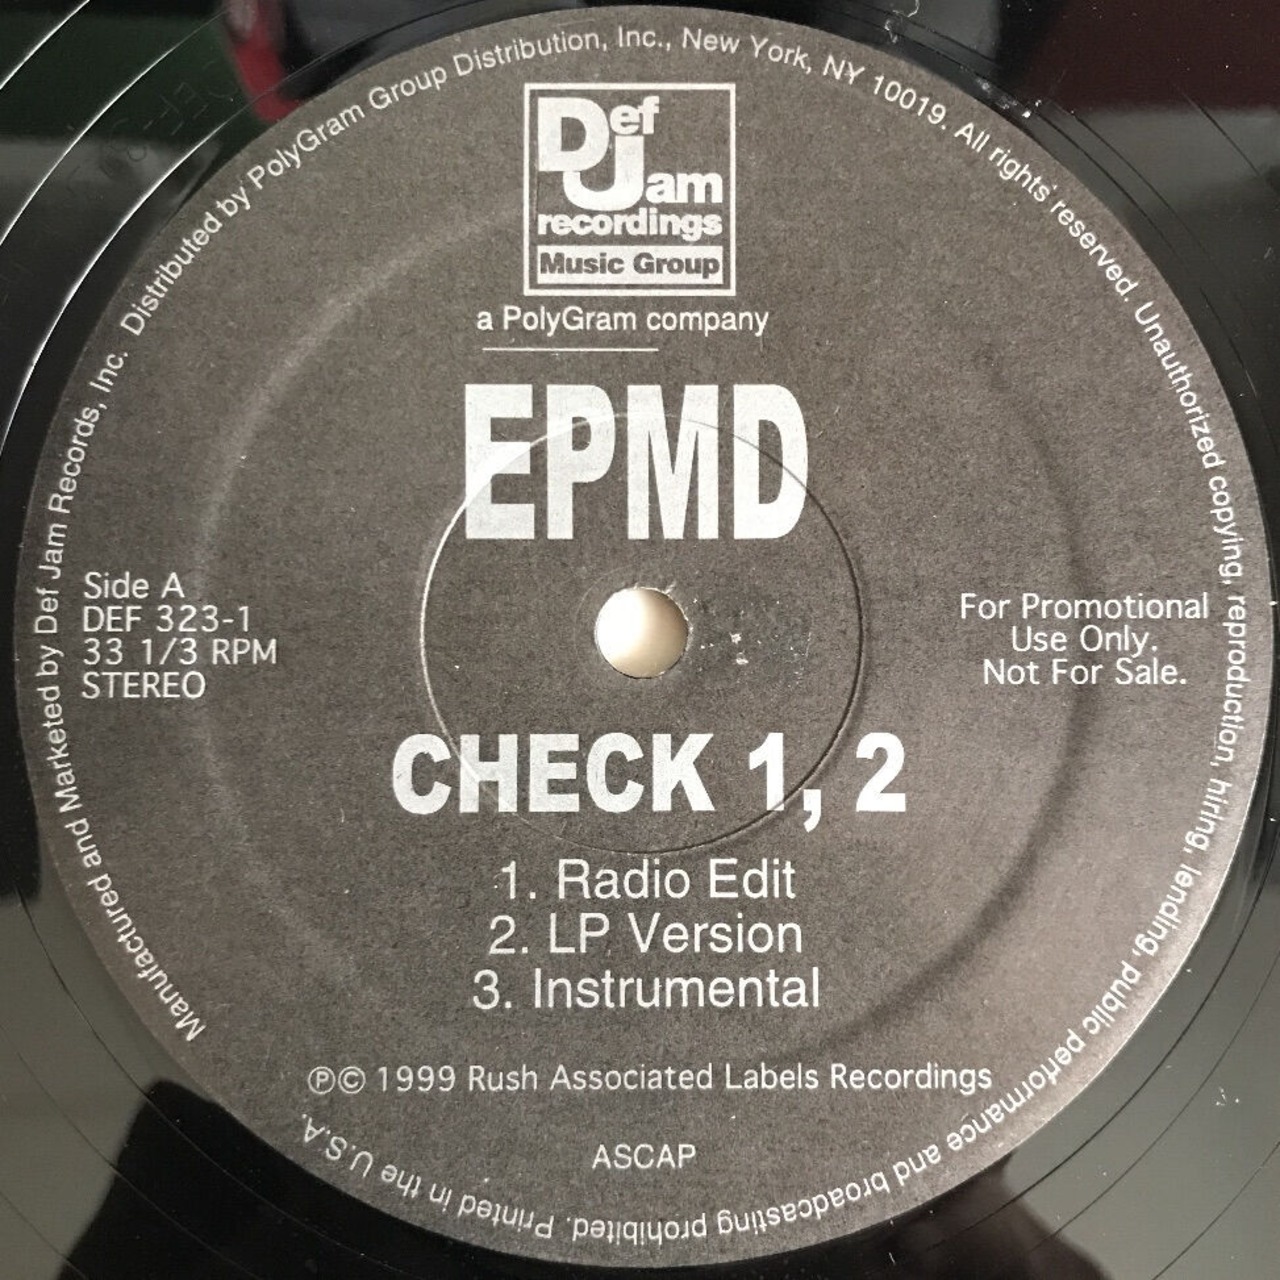 Manufactured and Marketed by Def Jam Records, Inc. Distributed by PolyGram Group Distribution, Inc., New York, NY 10019. All rights reserved. Unauthorized copying, reproduction, hiring, lending, public performance and broadcasting prohibited. Printed in the U.S.A.
Def
Jam
recordings
Music Group
a PolyGram company
EPMD
Side A
DEF 323-1
33 1/3 RPM
STEREO
For Promotional
Use Only.
Not For Sale.
CHECK 1, 2
1. Radio Edit
2. LP Version
3. Instrumental
℗© 1999 Rush Associated Labels Recordings
ASCAP